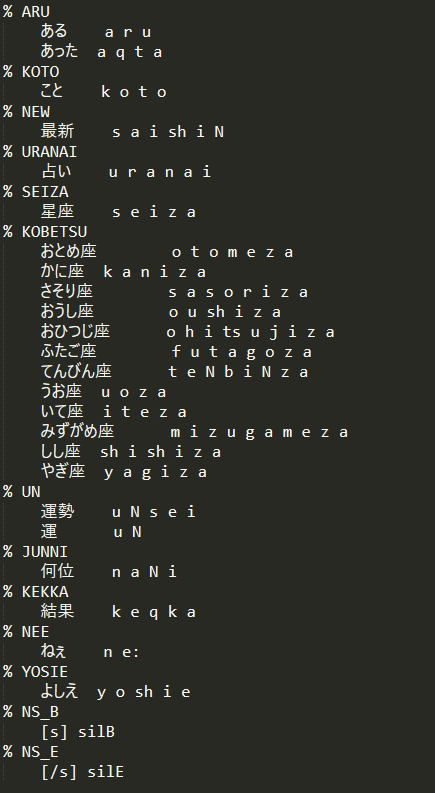 % ARU
ある a r u
あった a q t a
% KOTO
こと k o t o
% NEW
最新 s a i sh i N
% URANAI
占い u r a n a i
% SEIZA
星座 s e i z a
% KOBETSU
おとめ座 o t o m e z a
かに座 k a n i z a
さそり座 s a s o r i z a
おうし座 o u sh i z a
おひつじ座 o h i ts u j i z a
ふたご座 f u t a g o z a
てんびん座 t e N b i N z a
うお座 u o z a
いて座 i t e z a
みずがめ座 m i z u g a m e z a
しし座 sh i sh i z a
やぎ座 y a g i z a
% UN
運勢 u N s e i
運 u N
% JUNNI
何位 n a N i
% KEKKA
結果 k e q k a
% NEE
ねぇ n e:
% YOSIE
よしえ y o sh i e
% NS_B
[s] silB
% NS_E
[/s] silE